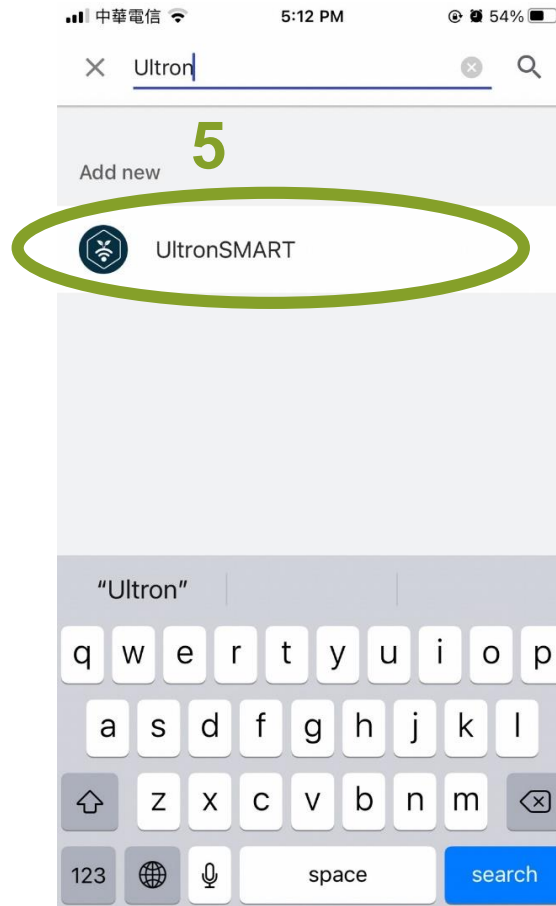 中華電信 5:12 PM 54%
Ultron
5
Add new
UltronSMART
“Ultron”
q w e r t y u i o p
a s d f g h j k l
z x c v b n m
123 space search